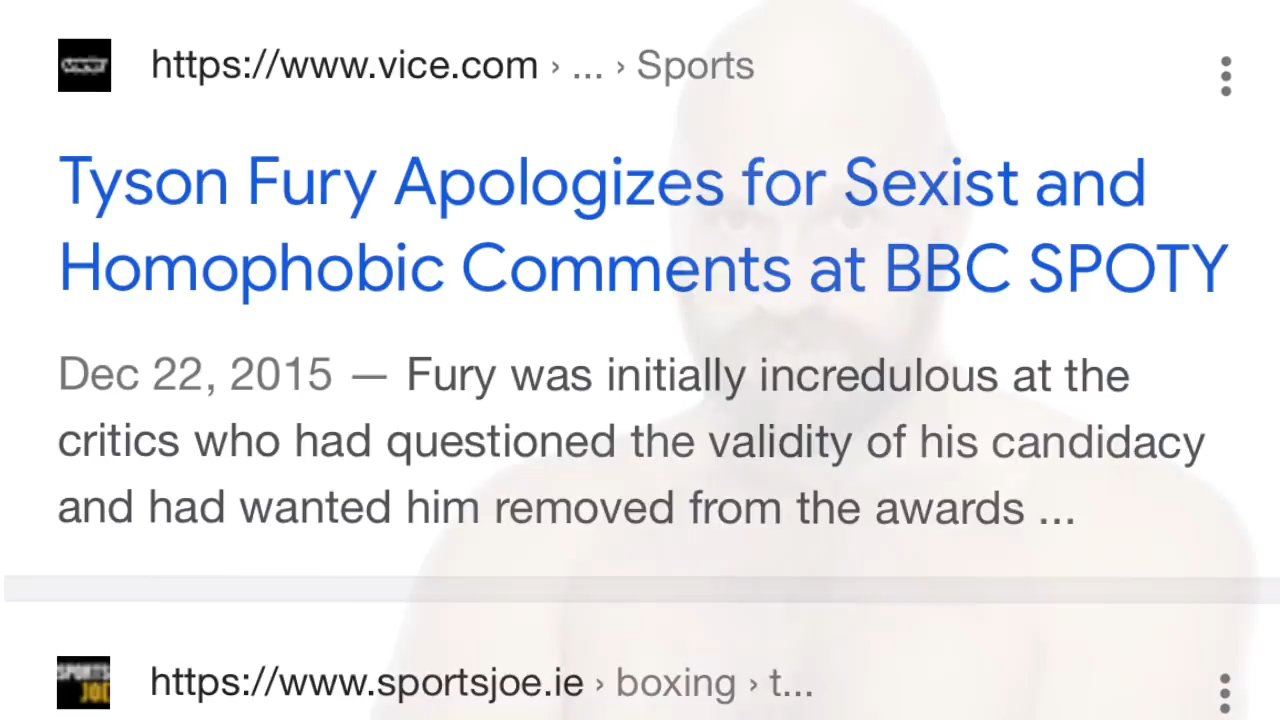 https://www.vice.com › ... › Sports
Tyson Fury Apologizes for Sexist and
Homophobic Comments at BBC SPOTY
Dec 22, 2015 — Fury was initially incredulous at the
critics who had questioned the validity of his candidacy
and had wanted him removed from the awards ...
SPORTS
JOE
https://www.sportsjoe.ie › boxing › t...